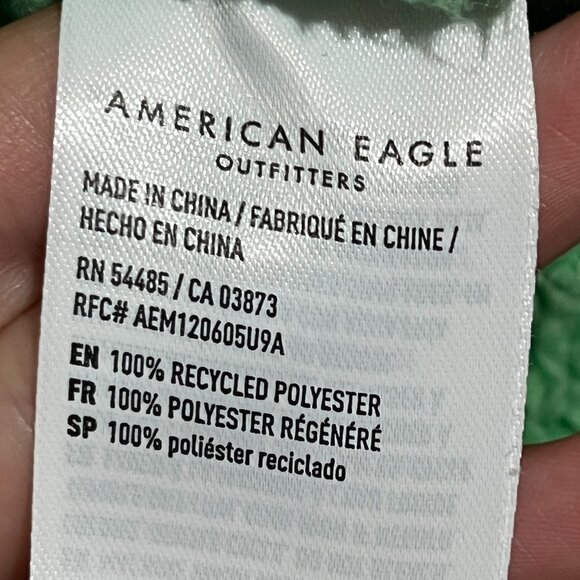 AMERICAN EAGLE
OUTFITTERS
MADE IN CHINA / FABRIQUÉ EN CHINE /
HECHO EN CHINA
RN 54485 / CA 03873
RFC# AEM120605U9A
EN 100% RECYCLED POLYESTER
FR 100% POLYESTER RÉGÉNÉRÉ
SP 100% poliéster reciclado